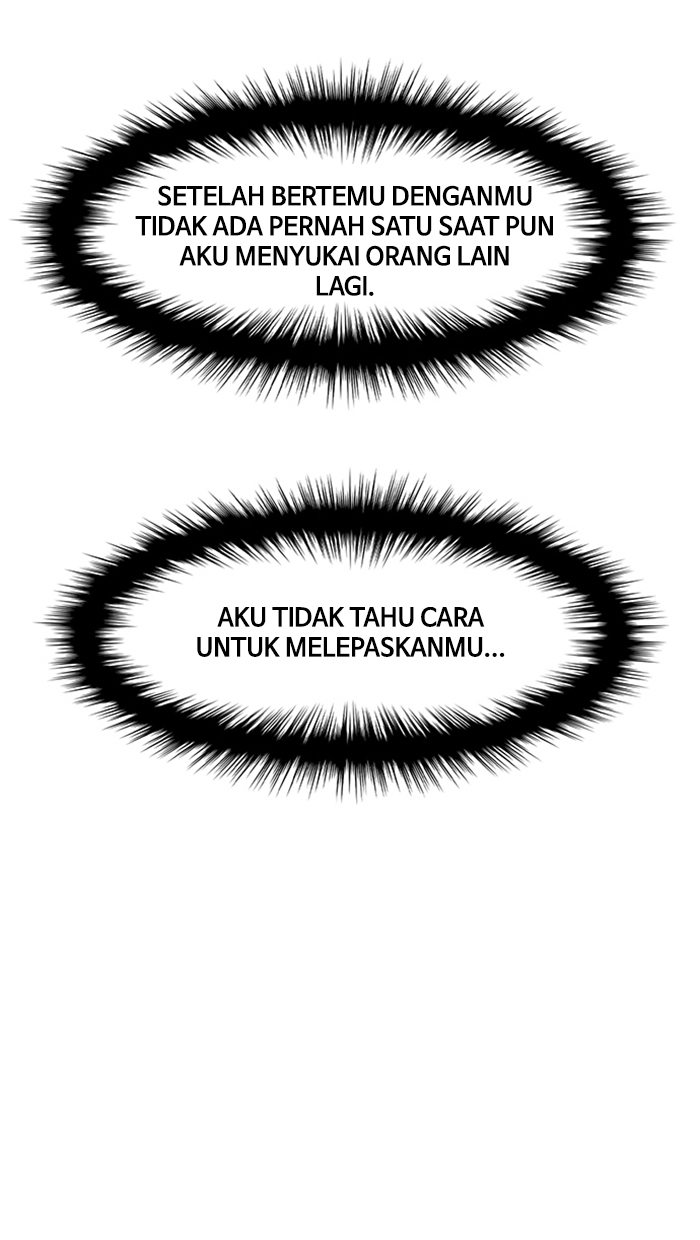 SETELAH BERTEMU DENGANMU
TIDAK ADA PERNAH SATU SAAT PUN
AKU MENYUKAI ORANG LAIN
LAGI.
AKU TIDAK TAHU CARA
UNTUK MELEPASKANMU...